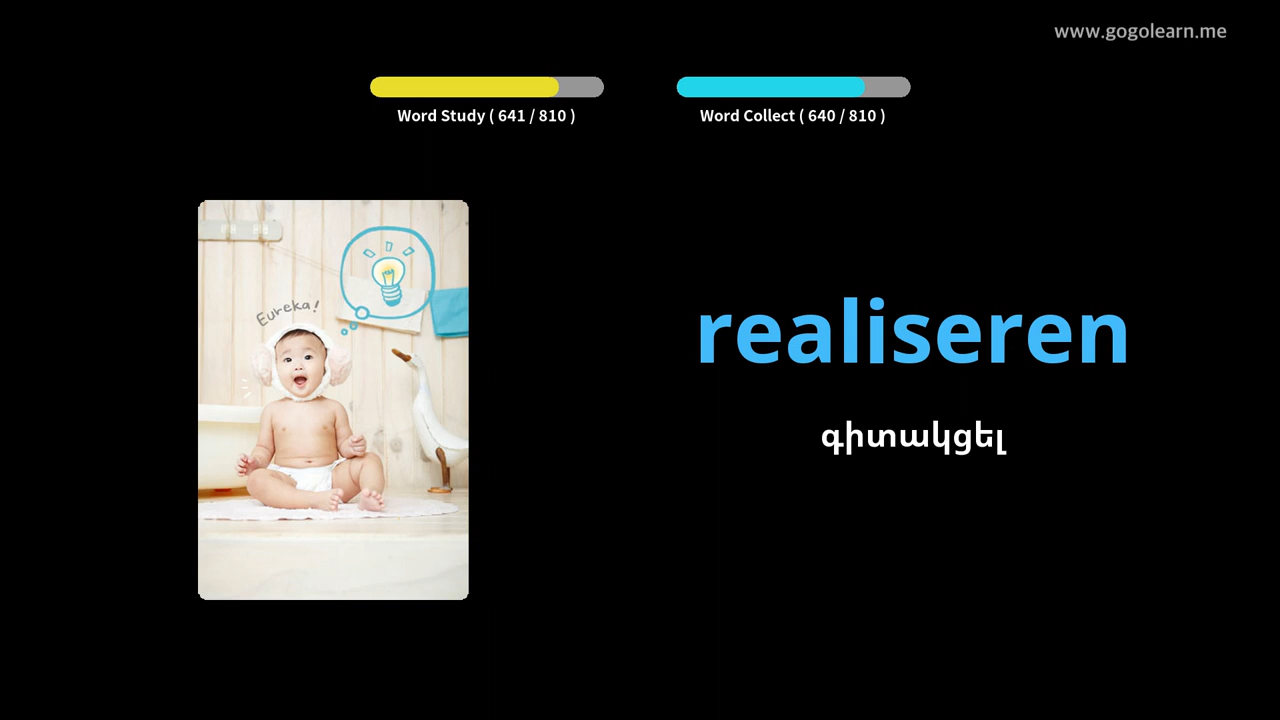 www.gogolearn.me
Word Study ( 641 / 810 )
Word Collect ( 640 / 810 )
Eureka!
realiseren
գիտակցել